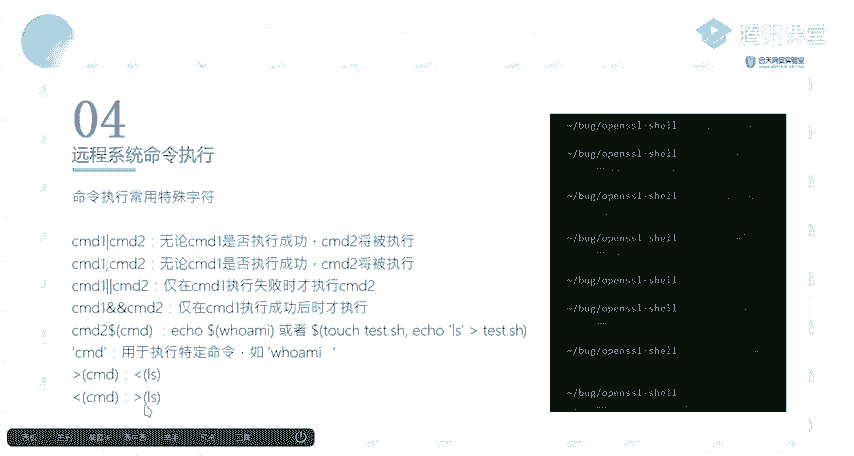 腾讯课堂
合天网安实验室
04
远程系统命令执行
命令执行常用特殊字符
cmd1|cmd2：无论cmd1是否执行成功，cmd2将被执行
cmd1;cmd2：无论cmd1是否执行成功，cmd2将被执行
cmd1||cmd2：仅在cmd1执行失败时才执行cmd2
cmd1&&cmd2：仅在cmd1执行成功后时才执行
cmd2$(cmd) ：echo $(whoami) 或者 $(touch test.sh; echo 'ls' > test.sh)
'cmd'：用于执行特定命令，如 'whoami '
>(cmd)：<(ls)
<(cmd)：>(ls)
~/bug/openssl-shell
~/bug/openssl-shell
~/bug/openssl-shell
~/bug/openssl-shell
~/bug/openssl-shell
~/bug/openssl-shell
~/bug/openssl-shell
~/bug/openssl-shell